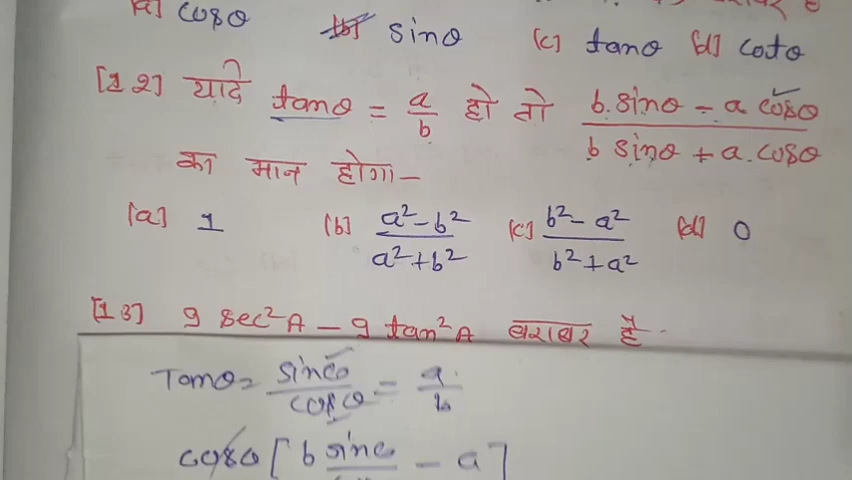 [a] cosθ [b] sinθ [c] tanθ [d] cotθ
[12] यदि tanθ = a/b हो तो (b.sinθ - a cosθ)/(b sinθ + a.cosθ)
का मान होगा—
[a] 1 [b] (a²-b²)/(a²+b²) [c] (b²-a²)/(b²+a²) [d] 0
[13] 9 sec²A - 9 tan²A बराबर है
Tanθ = sinθ/cosθ = a/b
cosθ [b sinθ - a]